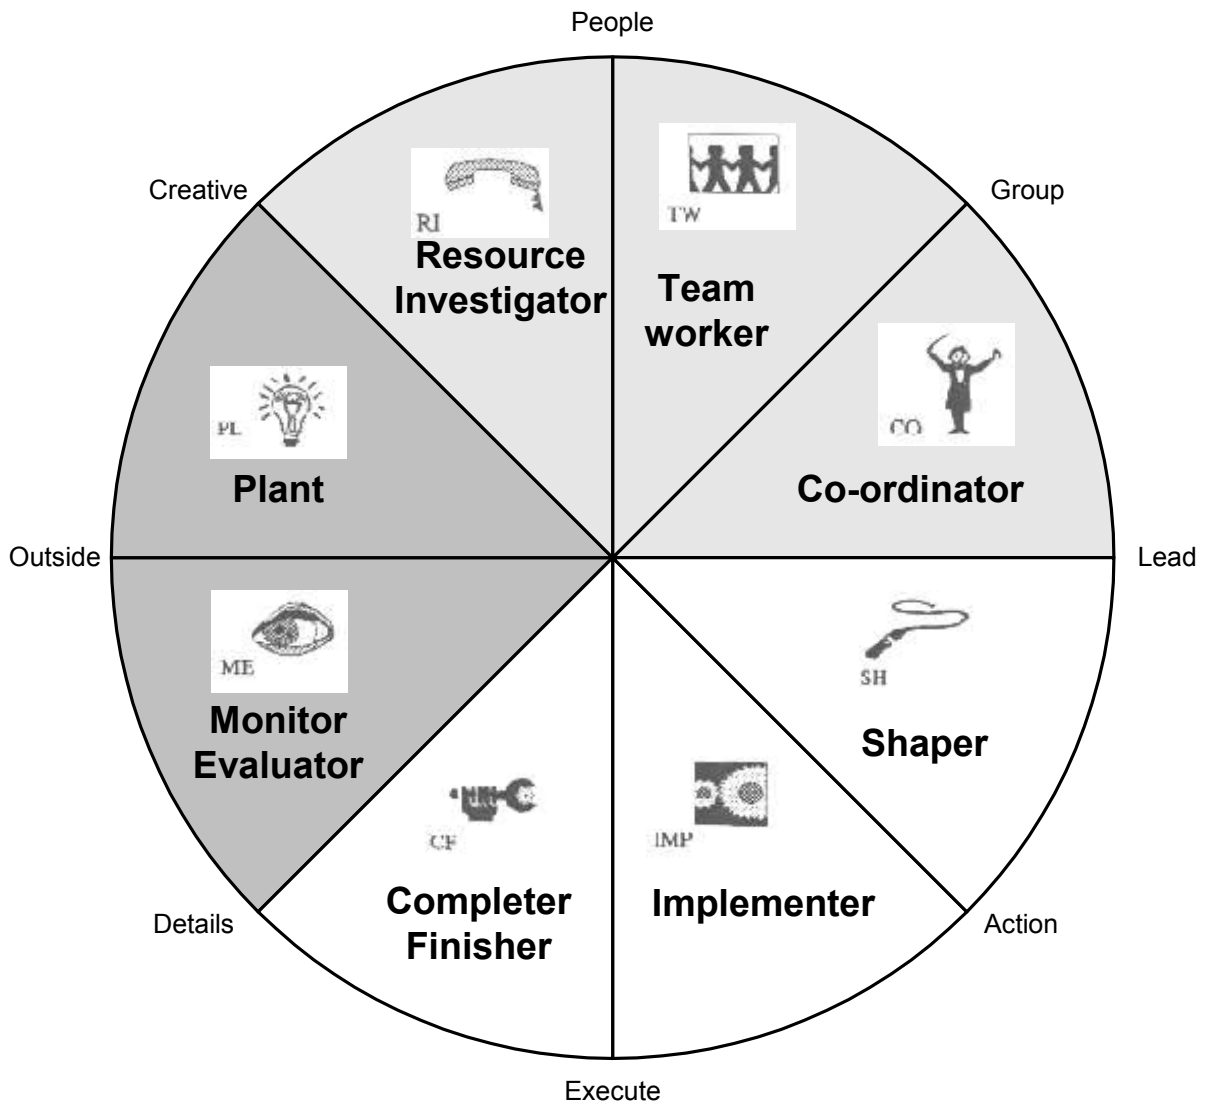 People
Creative
Group
RI
Resource
Investigator
TW
Team
worker
CO
Co-ordinator
PL
Plant
Outside
Lead
ME
Monitor
Evaluator
SH
Shaper
CF
Completer
Finisher
IMP
Implementer
Details
Action
Execute